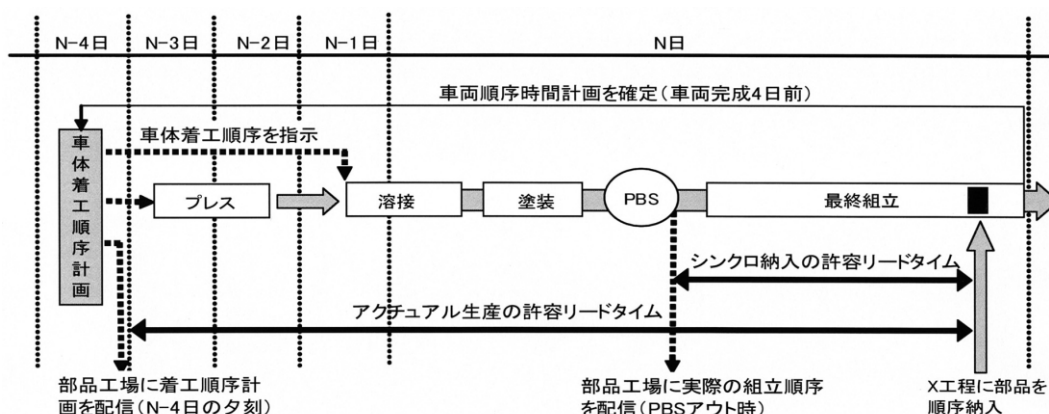 N-4日
N-3日
N-2日
N-1日
N日
車両順序時間計画を確定(車両完成4日前)
車体着工順序を指示
車体着工順序計画
プレス
溶接
塗装
PBS
最終組立
シンクロ納入の許容リードタイム
アクチュアル生産の許容リードタイム
部品工場に着工順序計
画を配信(N-4日の夕刻)
部品工場に実際の組立順序
を配信(PBSアウト時)
X工程に部品を
順序納入